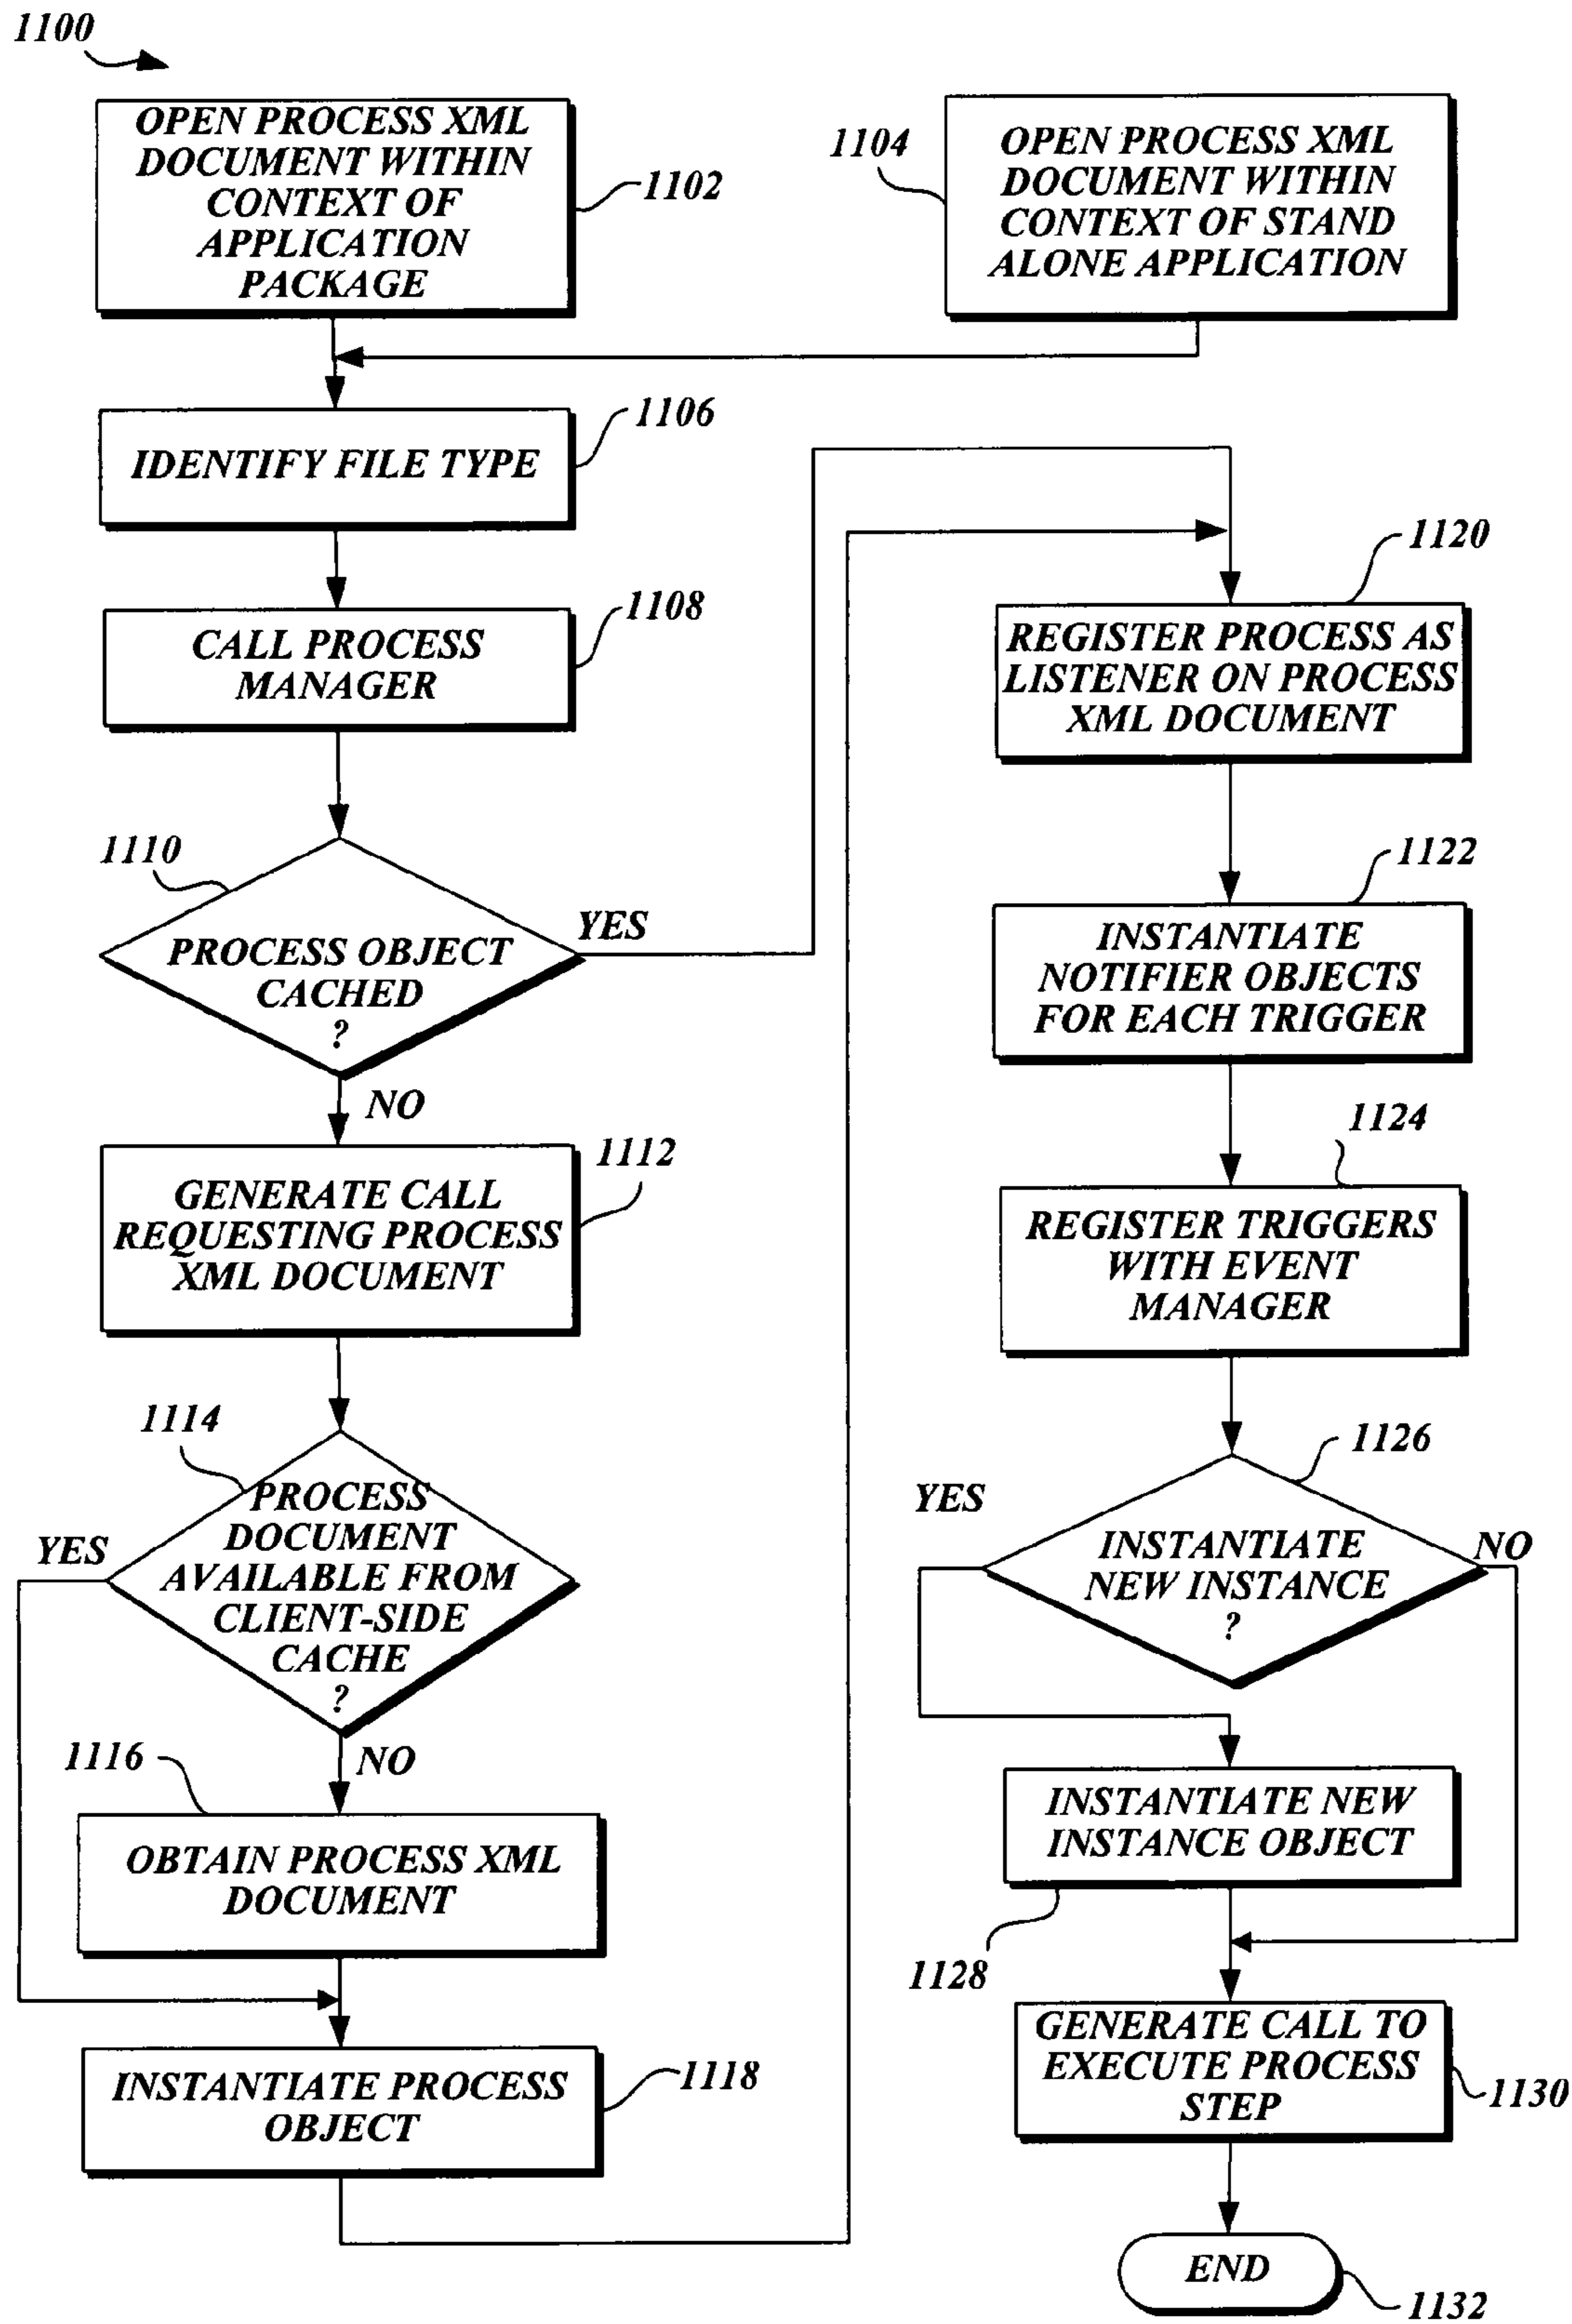 1100
OPEN PROCESS XML
DOCUMENT WITHIN
CONTEXT OF
APPLICATION
PACKAGE
1102
1104
OPEN PROCESS XML
DOCUMENT WITHIN
CONTEXT OF STAND
ALONE APPLICATION
1106
IDENTIFY FILE TYPE
1108
CALL PROCESS
MANAGER
1110
PROCESS OBJECT
CACHED
?
YES
NO
1112
GENERATE CALL
REQUESTING PROCESS
XML DOCUMENT
1114
PROCESS
DOCUMENT
AVAILABLE FROM
CLIENT-SIDE
CACHE
?
YES
NO
1116
OBTAIN PROCESS XML
DOCUMENT
INSTANTIATE PROCESS
OBJECT
1118
1120
REGISTER PROCESS AS
LISTENER ON PROCESS
XML DOCUMENT
1122
INSTANTIATE
NOTIFIER OBJECTS
FOR EACH TRIGGER
1124
REGISTER TRIGGERS
WITH EVENT
MANAGER
1126
YES
INSTANTIATE
NEW INSTANCE
?
NO
INSTANTIATE NEW
INSTANCE OBJECT
1128
GENERATE CALL TO
EXECUTE PROCESS
STEP
1130
END
1132